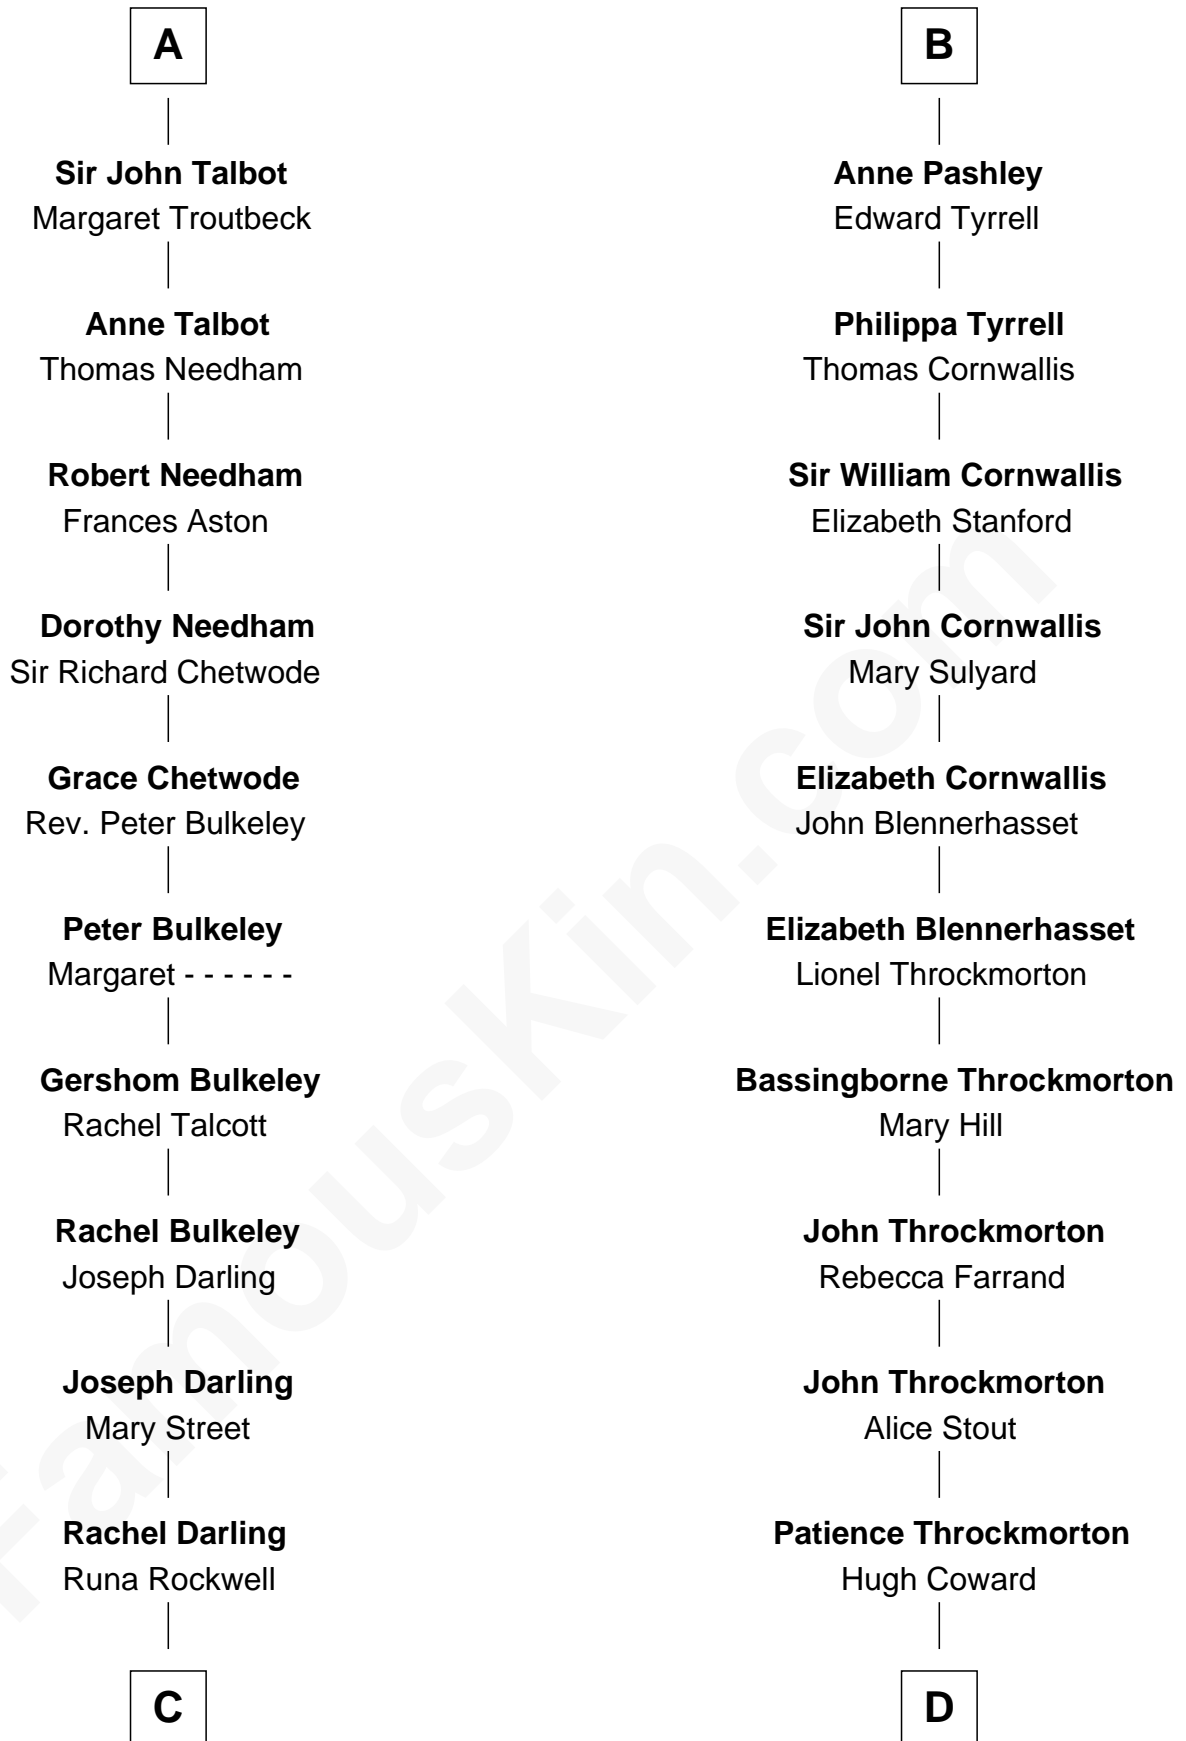 A
Sir John Talbot
Margaret Troutbeck
Anne Talbot
Thomas Needham
Robert Needham
Frances Aston
Dorothy Needham
Sir Richard Chetwode
Grace Chetwode
Rev. Peter Bulkeley
Peter Bulkeley
Margaret - - - - - -
Gershom Bulkeley
Rachel Talcott
Rachel Bulkeley
Joseph Darling
Joseph Darling
Mary Street
Rachel Darling
Runa Rockwell
C
B
Anne Pashley
Edward Tyrrell
Philippa Tyrrell
Thomas Cornwallis
Sir William Cornwallis
Elizabeth Stanford
Sir John Cornwallis
Mary Sulyard
Elizabeth Cornwallis
John Blennerhasset
Elizabeth Blennerhasset
Lionel Throckmorton
Bassingborne Throckmorton
Mary Hill
John Throckmorton
Rebecca Farrand
John Throckmorton
Alice Stout
Patience Throckmorton
Hugh Coward
D
FamousKin.com